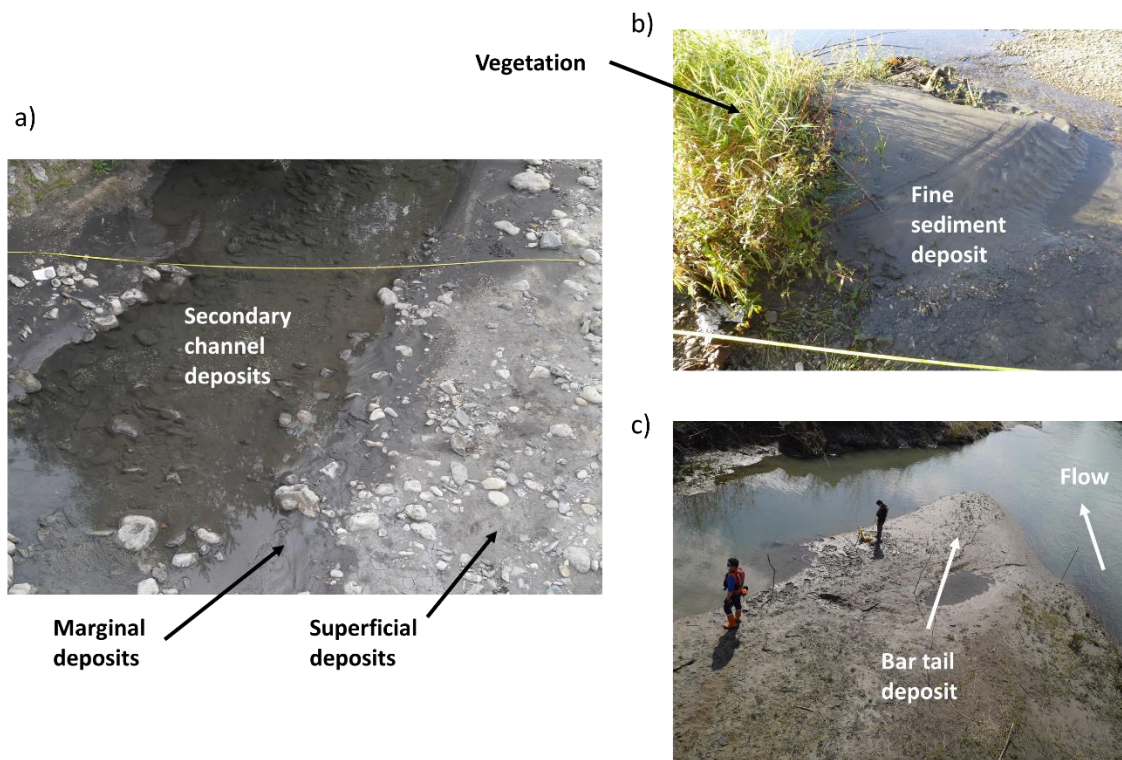 a)
Secondary
channel
deposits
Marginal
deposits
Superficial
deposits
b)
Vegetation
Fine
sediment
deposit
c)
Flow
Bar tail
deposit